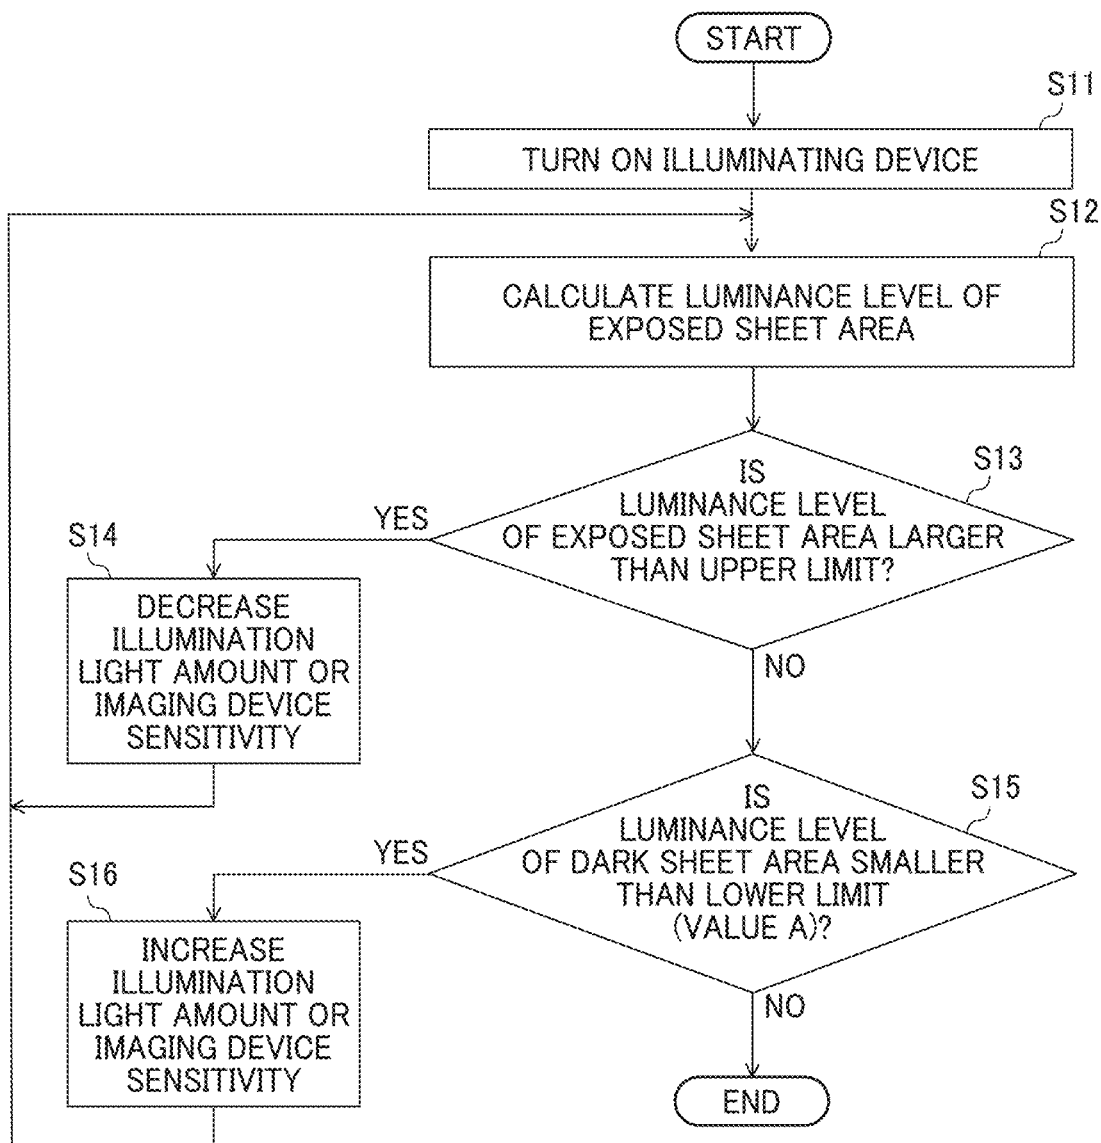 START
S11
TURN ON ILLUMINATING DEVICE
S12
CALCULATE LUMINANCE LEVEL OF
EXPOSED SHEET AREA
S13
IS
LUMINANCE LEVEL
OF EXPOSED SHEET AREA LARGER
THAN UPPER LIMIT?
YES
S14
DECREASE
ILLUMINATION
LIGHT AMOUNT OR
IMAGING DEVICE
SENSITIVITY
NO
S15
IS
LUMINANCE LEVEL
OF DARK SHEET AREA SMALLER
THAN LOWER LIMIT
(VALUE A)?
YES
S16
INCREASE
ILLUMINATION
LIGHT AMOUNT OR
IMAGING DEVICE
SENSITIVITY
NO
END